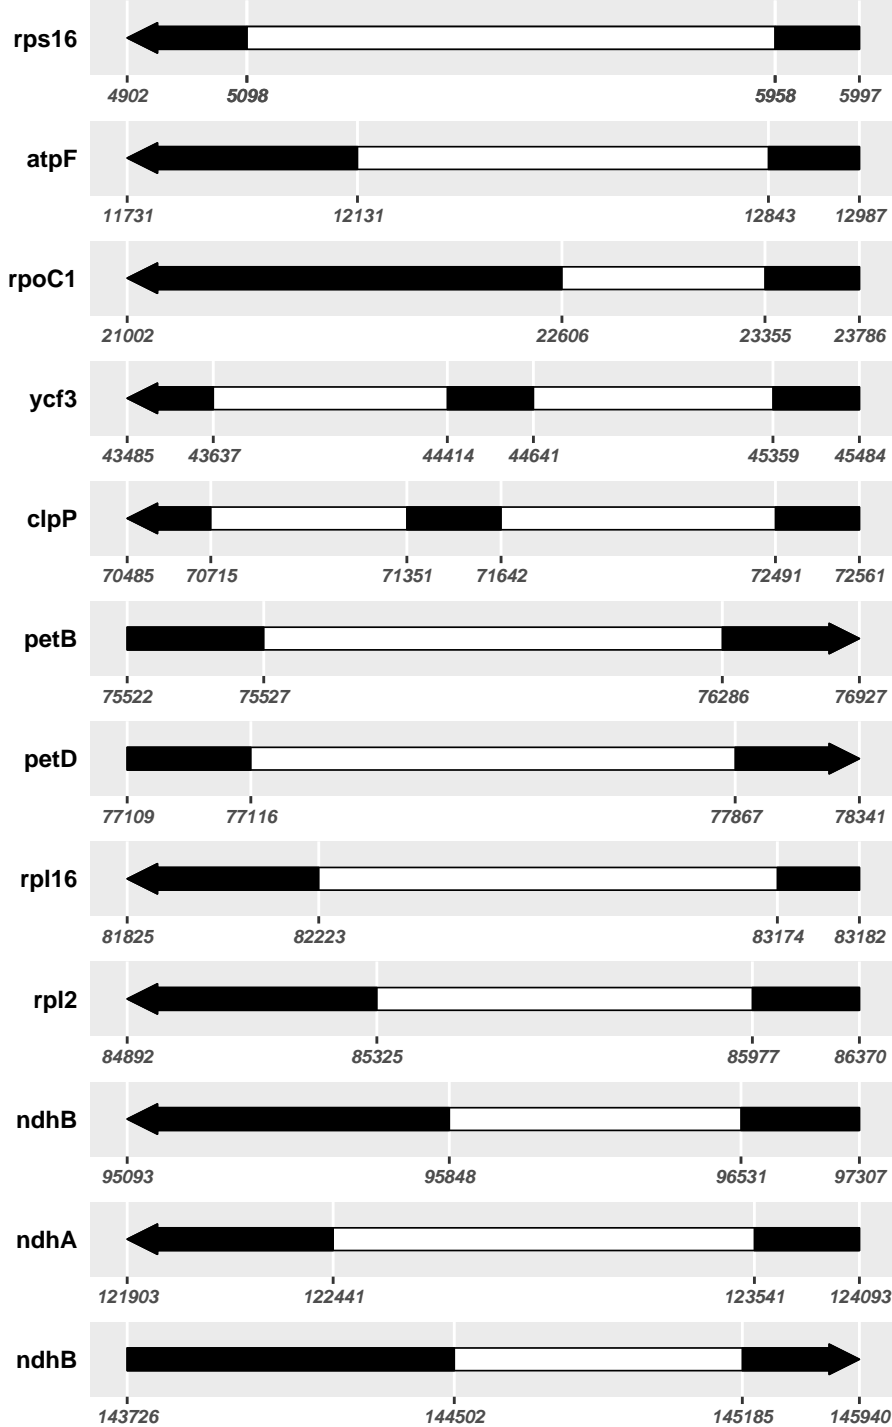 rps16
4902 5098 5958 5997
atpF
11731 12131 12843 12987
rpoC1
21002 22606 23355 23786
ycf3
43485 43637 44414 44641 45359 45484
clpP
70485 70715 71351 71642 72491 72561
petB
75522 75527 76286 76927
petD
77109 77116 77867 78341
rpl16
81825 82223 83174 83182
rpl2
84892 85325 85977 86370
ndhB
95093 95848 96531 97307
ndhA
121903 122441 123541 124093
ndhB
143726 144502 145185 145940